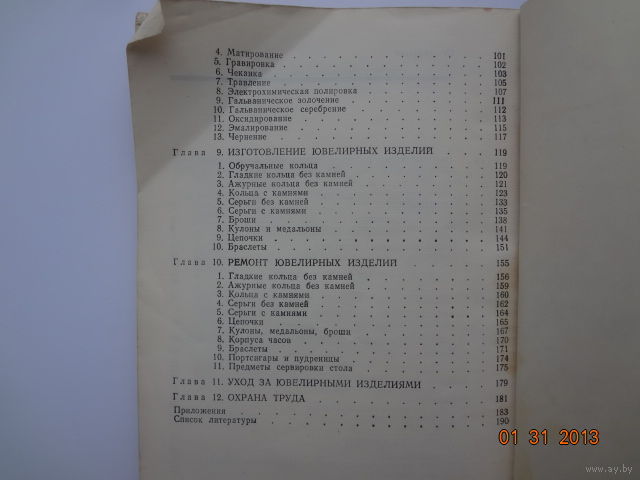 4. Матирование 101
5. Гравировка 102
6. Чеканка 103
7. Травление 105
8. Электрохимическая полировка 107
9. Гальваническое золочение 111
10. Гальваническое серебрение 112
11. Оксидирование 113
12. Эмалирование 115
13. Чернение 117
Глава 9. ИЗГОТОВЛЕНИЕ ЮВЕЛИРНЫХ ИЗДЕЛИЙ 119
1. Обручальные кольца 119
2. Гладкие кольца без камней 120
3. Ажурные кольца без камней 121
4. Кольца с камнями 123
5. Серьги без камней 133
6. Серьги с камнями 135
7. Броши 138
8. Кулоны и медальоны 141
9. Цепочки 144
10. Браслеты 151
Глава 10. РЕМОНТ ЮВЕЛИРНЫХ ИЗДЕЛИЙ 155
1. Гладкие кольца без камней 156
2. Ажурные кольца без камней 159
3. Кольца с камнями 160
4. Серьги без камней 162
5. Серьги с камнями 164
6. Цепочки 165
7. Кулоны, медальоны, броши 167
8. Корпуса часов 170
9. Браслеты 171
10. Портсигары и пудреницы 174
11. Предметы сервировки стола 175
Глава 11. УХОД ЗА ЮВЕЛИРНЫМИ ИЗДЕЛИЯМИ 179
Глава 12. ОХРАНА ТРУДА 181
Приложения 183
Список литературы 190
01 31 2013
www.ay.by